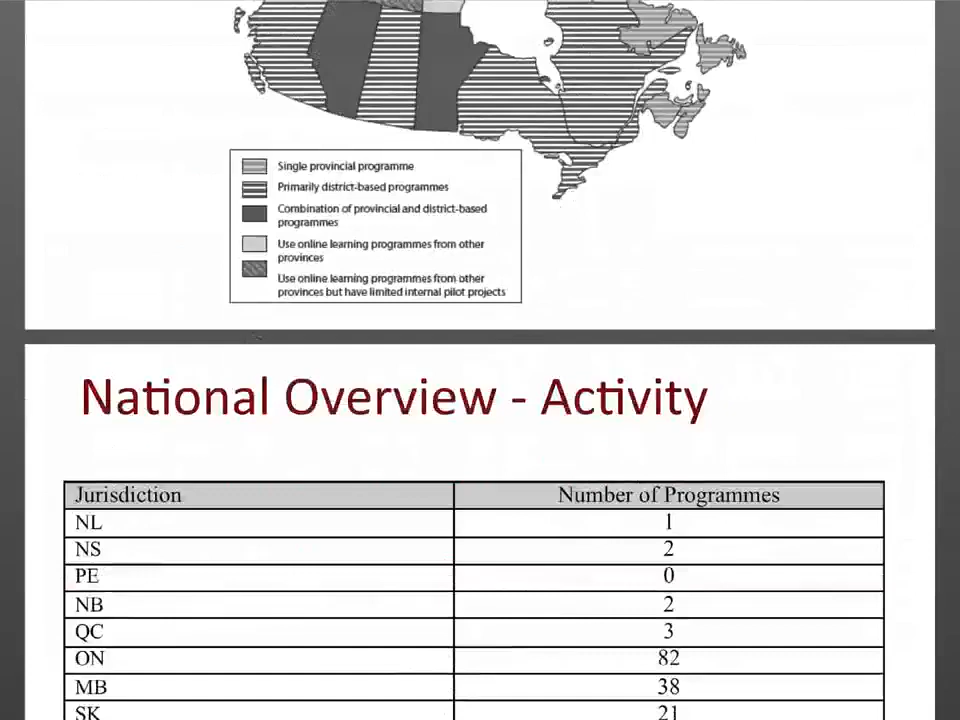 Single provincial programme
Primarily district-based programmes
Combination of provincial and district-based
programmes
Use online learning programmes from other
provinces
Use online learning programmes from other
provinces but have limited internal pilot projects
National Overview - Activity
Jurisdiction Number of Programmes
NL 1
NS 2
PE 0
NB 2
QC 3
ON 82
MB 38
SK 21